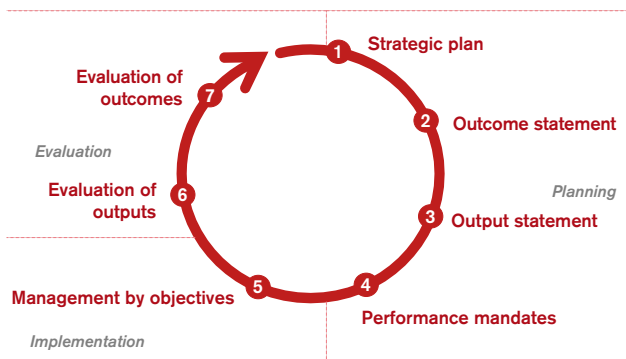 1
Strategic plan
2
Outcome statement
Planning
3
Output statement
4
Performance mandates
5
Management by objectives
Implementation
6
Evaluation of
outputs
Evaluation
7
Evaluation of
outcomes